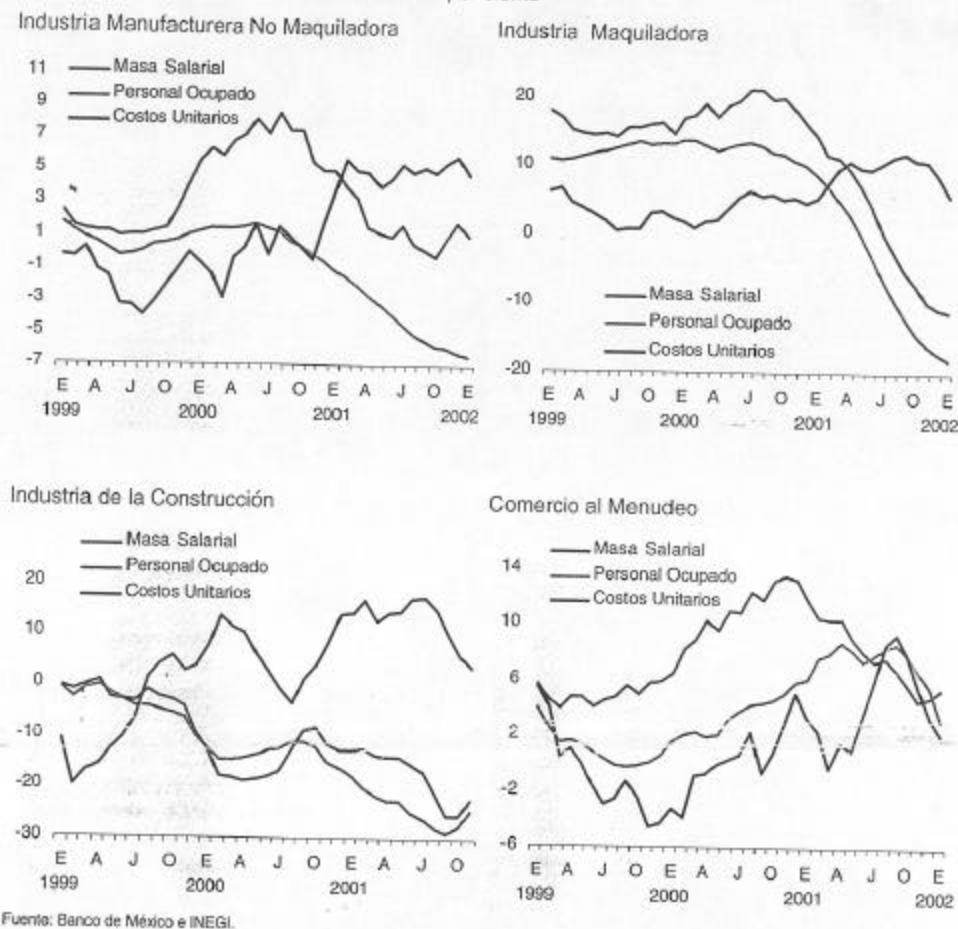 Industria Manufacturera No Maquiladora
11
9
7
5
3
1
-1
-3
-5
-7
Masa Salarial
Personal Ocupado
Costos Unitarios
E A J O E A J O E A J O E
1999 2000 2001 2002
Industria Maquiladora
20
10
0
-10
-20
Masa Salarial
Personal Ocupado
Costos Unitarios
E A J O E A J O E A J O E
1999 2000 2001 2002
Industria de la Construcción
Masa Salarial
Personal Ocupado
Costos Unitarios
20
10
0
-10
-20
-30
E A J O E A J O E A J O
1999 2000 2001
Comercio al Menudeo
Masa Salarial
Personal Ocupado
Costos Unitarios
14
10
6
2
-2
-6
E A J O E A J O E A J O E
1999 2000 2001 2002
Fuente: Banco de México e INEGI.